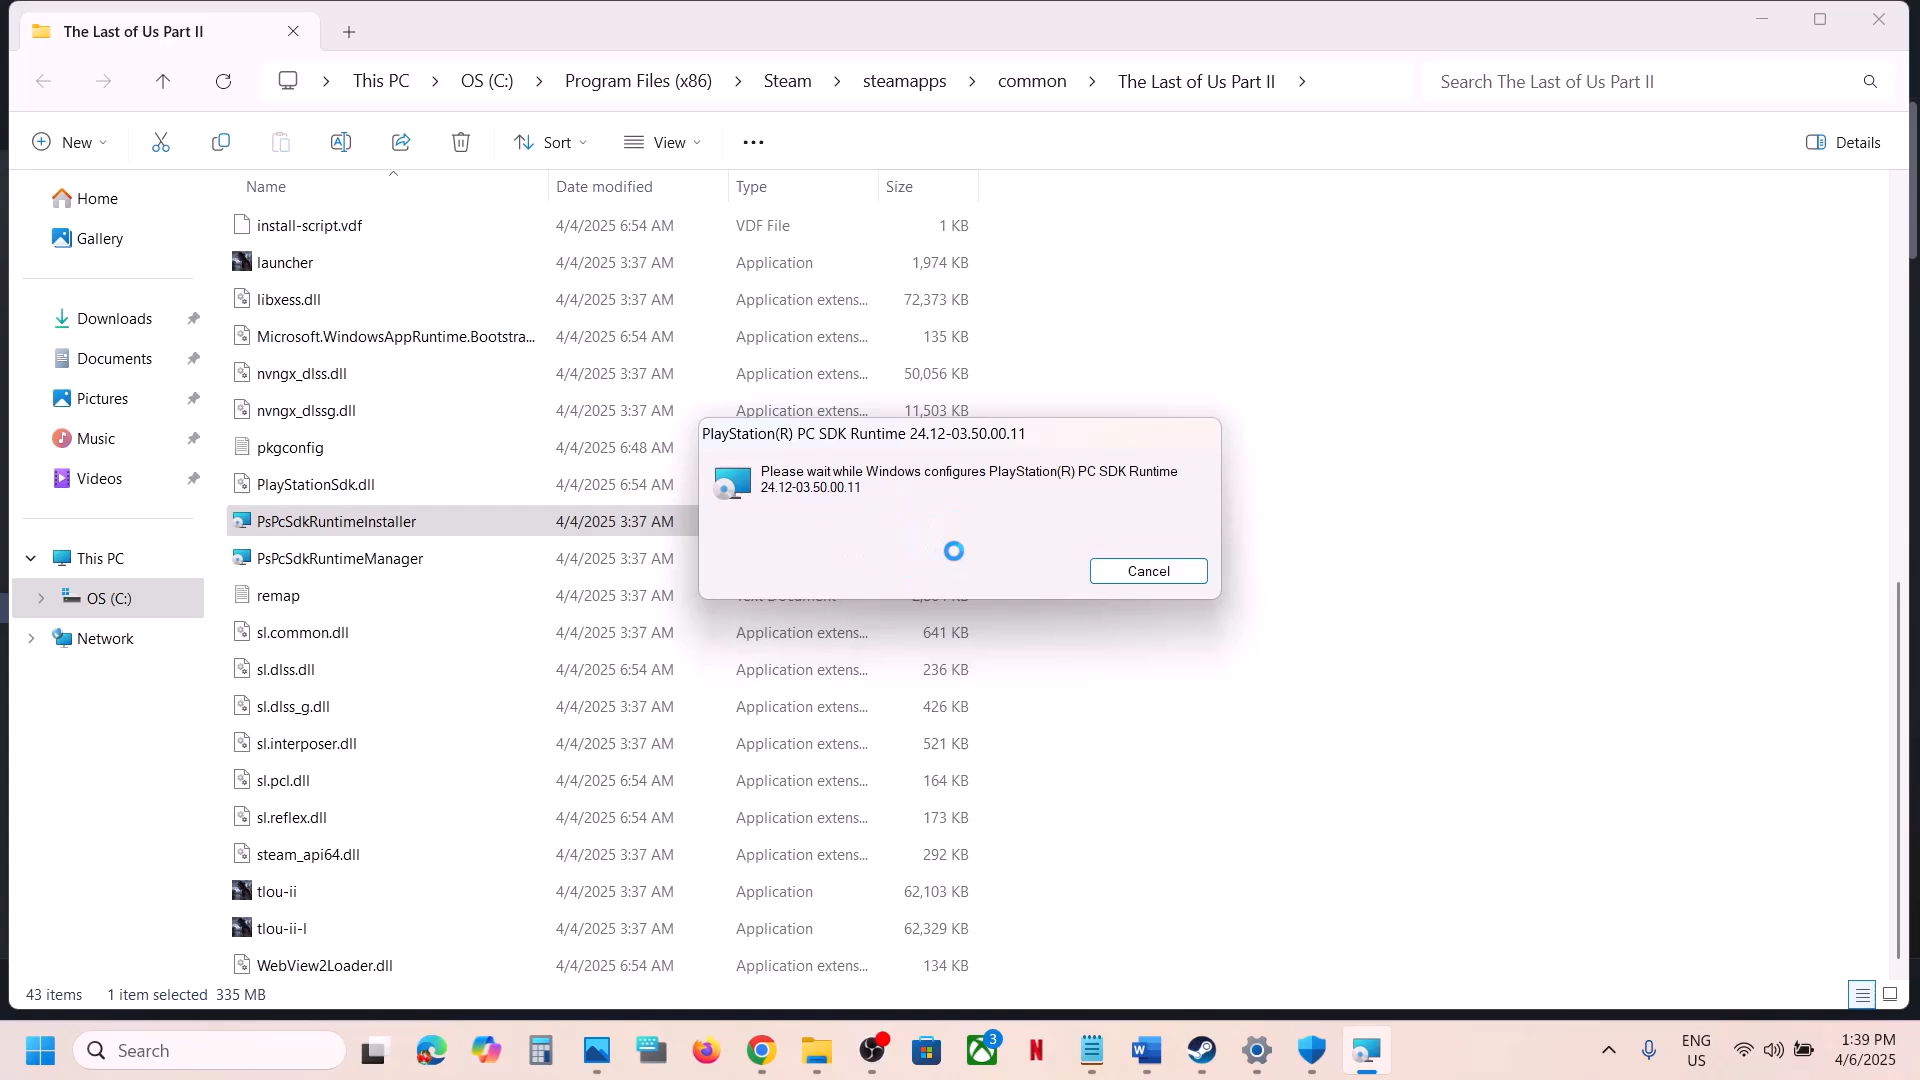 The Last of Us Part II
This PC
OS (C:)
Program Files (x86)
Steam
steamapps
common
The Last of Us Part II
Search The Last of Us Part II
New
Sort
View
Details
Name
Date modified
Type
Size
Home
Gallery
Downloads
Documents
Pictures
Music
Videos
This PC
OS (C:)
Network
install-script.vdf 4/4/2025 6:54 AM VDF File 1 KB
launcher 4/4/2025 3:37 AM Application 1,974 KB
libxess.dll 4/4/2025 3:37 AM Application extens... 72,373 KB
Microsoft.WindowsAppRuntime.Bootstra... 4/4/2025 6:54 AM Application extens... 135 KB
nvngx_dlss.dll 4/4/2025 3:37 AM Application extens... 50,056 KB
nvngx_dlssg.dll 4/4/2025 3:37 AM Application extens... 11,503 KB
pkgconfig 4/4/2025 6:48 AM
PlayStationSdk.dll 4/4/2025 6:54 AM
PsPcSdkRuntimeInstaller 4/4/2025 3:37 AM
PsPcSdkRuntimeManager 4/4/2025 3:37 AM
remap 4/4/2025 3:37 AM
sl.common.dll 4/4/2025 3:37 AM Application extens... 641 KB
sl.dlss.dll 4/4/2025 6:54 AM Application extens... 236 KB
sl.dlss_g.dll 4/4/2025 3:37 AM Application extens... 426 KB
sl.interposer.dll 4/4/2025 3:37 AM Application extens... 521 KB
sl.pcl.dll 4/4/2025 6:54 AM Application extens... 164 KB
sl.reflex.dll 4/4/2025 6:54 AM Application extens... 173 KB
steam_api64.dll 4/4/2025 3:37 AM Application extens... 292 KB
tlou-ii 4/4/2025 3:37 AM Application 62,103 KB
tlou-ii-l 4/4/2025 3:37 AM Application 62,329 KB
WebView2Loader.dll 4/4/2025 6:54 AM Application extens... 134 KB
PlayStation(R) PC SDK Runtime 24.12-03.50.00.11
Please wait while Windows configures PlayStation(R) PC SDK Runtime
24.12-03.50.00.11
Cancel
43 items
1 item selected 335 MB
Search
3
ENG
US
1:39 PM
4/6/2025